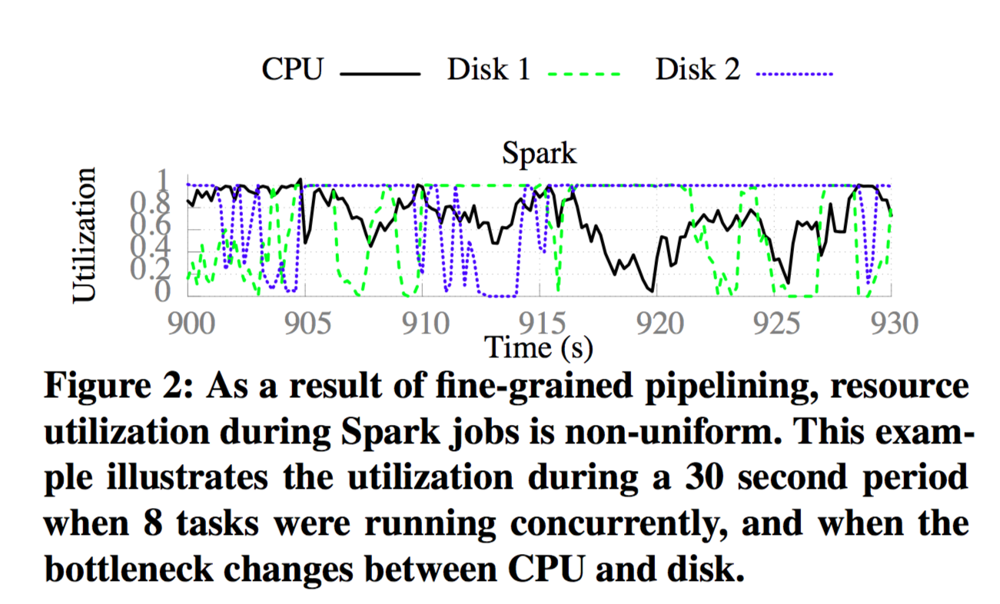 CPU Disk 1 Disk 2
Spark
Utilization
1
0.8
0.6
0.4
0.2
0
900 905 910 915 920 925 930
Time (s)
Figure 2: As a result of fine-grained pipelining, resource
utilization during Spark jobs is non-uniform. This exam-
ple illustrates the utilization during a 30 second period
when 8 tasks were running concurrently, and when the
bottleneck changes between CPU and disk.